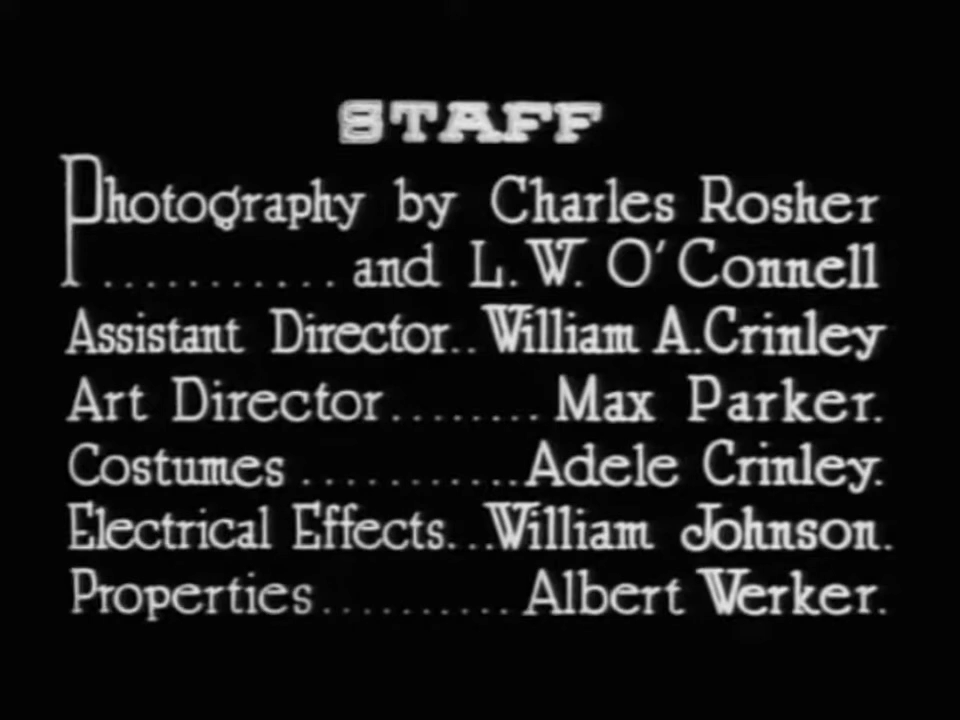 STAFF
Photography by Charles Rosher
............ and L. W. O'Connell
Assistant Director.. William A. Crinley
Art Director........ Max Parker.
Costumes ............ Adele Crinley.
Electrical Effects... William Johnson.
Properties.......... Albert Werker.